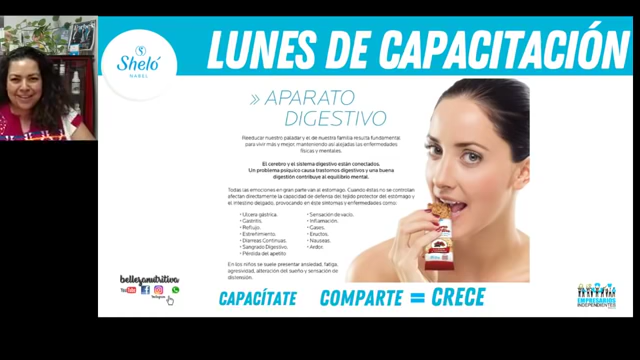 LUNES DE CAPACITACIÓN
S
Sheló
NABEL
» APARATO
DIGESTIVO
Reeducar nuestro paladar y el de nuestra familia resulta fundamental
para vivir más y mejor, manteniendo así alejadas las enfermedades
físicas y mentales.
El cerebro y el sistema digestivo están conectados.
Un problema psíquico causa trastornos digestivos y una buena
digestión contribuye al equilibrio mental.
Todas las emociones en gran parte van al estómago. Cuando éstas no se controlan
afectan directamente la capacidad de defensa del tejido protector del estómago y
el intestino delgado, provocando en éste síntomas y enfermedades como:
• Úlcera gástrica.
• Gastritis.
• Reflujo.
• Estreñimiento.
• Diarreas Continuas.
• Sangrado Digestivo.
• Pérdida del apetito.
• Sensación de vacío.
• Inflamación.
• Gases.
• Eructos.
• Nauseas.
• Ardor.
En los niños se suele presentar ansiedad, fatiga,
agresividad, alteración del sueño y sensación de
distensión.
bellezanutritiva
YouTube
Instagram
CAPACÍTATE COMPARTE = CRECE
EMPRESARIOS
INDEPENDIENTES